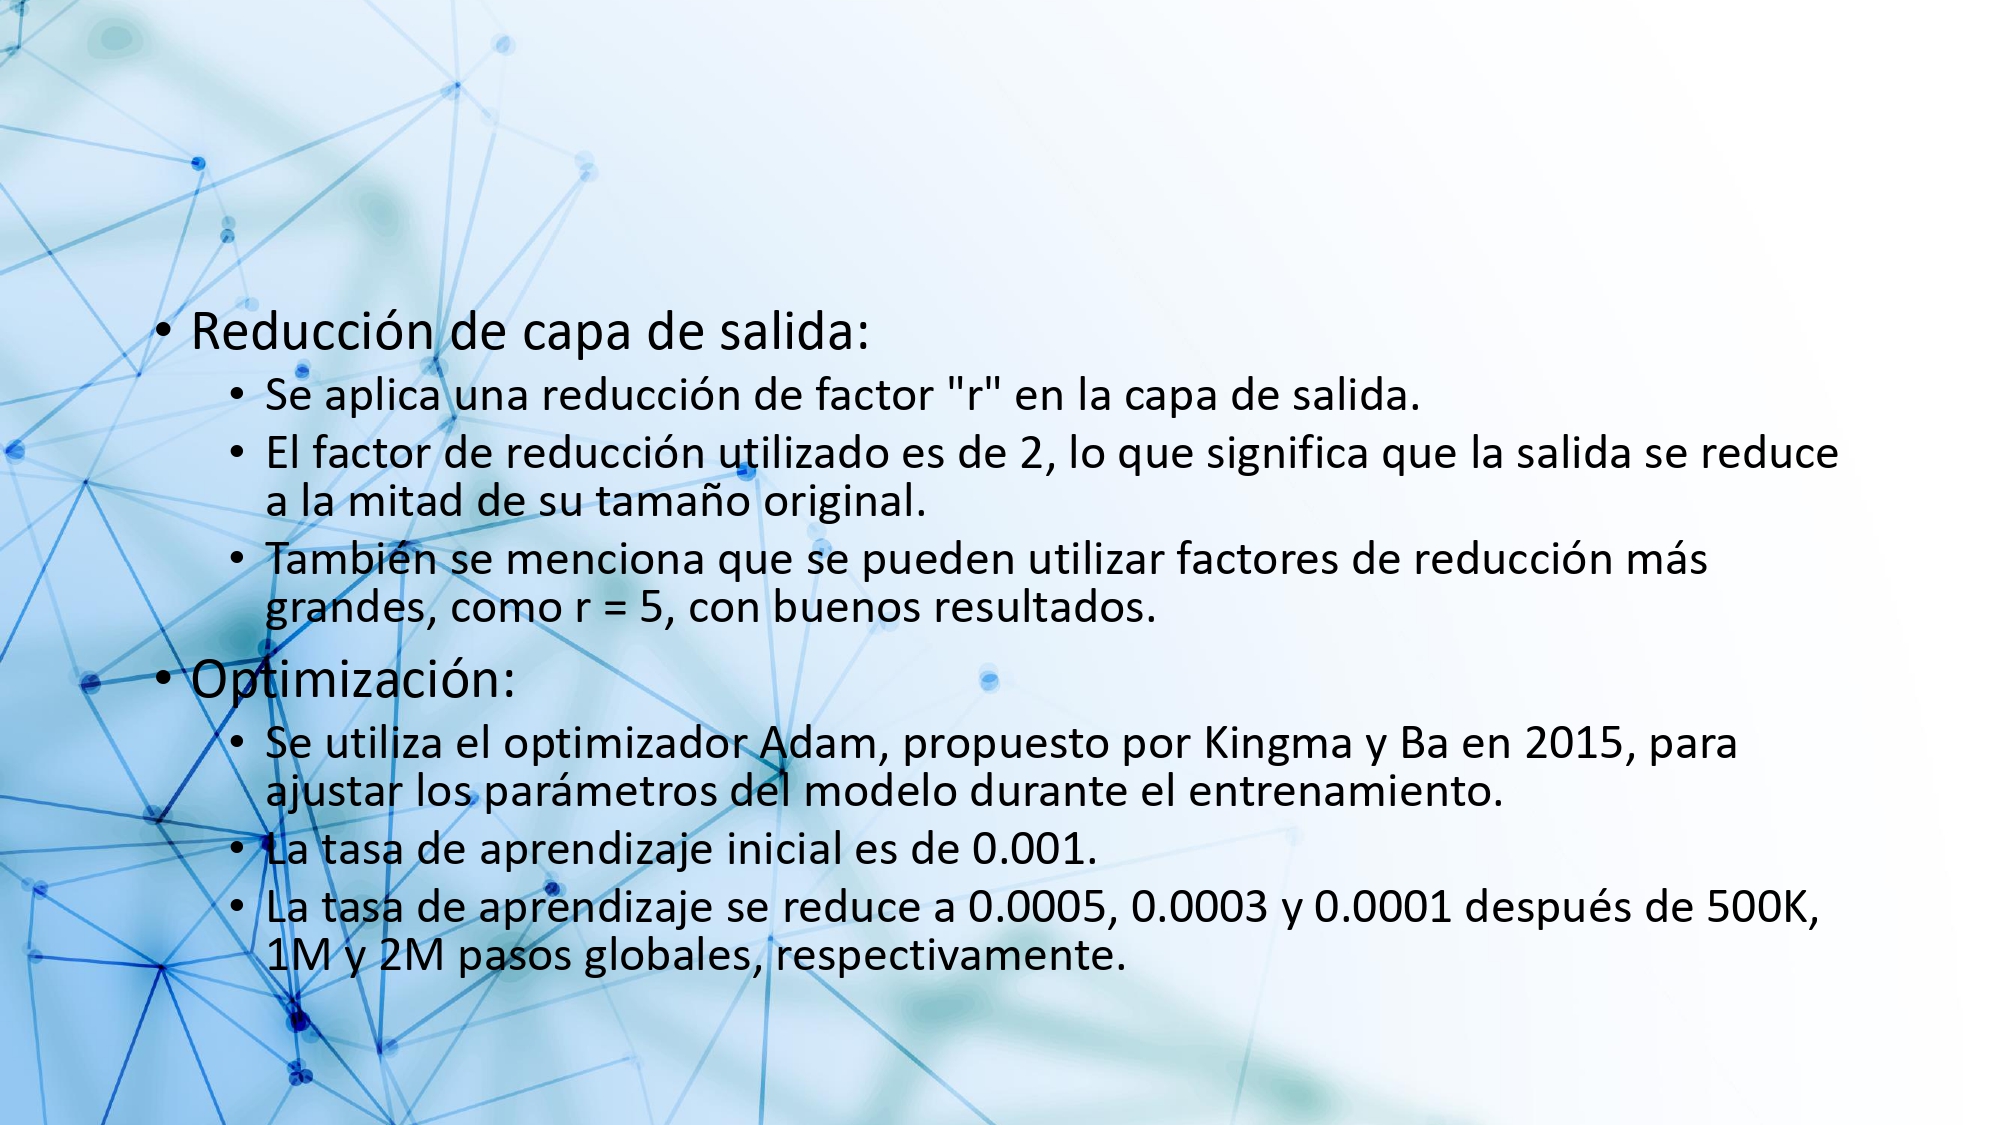 • Reducción de capa de salida:
• Se aplica una reducción de factor "r" en la capa de salida.
• El factor de reducción utilizado es de 2, lo que significa que la salida se reduce
a la mitad de su tamaño original.
• También se menciona que se pueden utilizar factores de reducción más
grandes, como r = 5, con buenos resultados.
• Optimización:
• Se utiliza el optimizador Adam, propuesto por Kingma y Ba en 2015, para
ajustar los parámetros del modelo durante el entrenamiento.
• La tasa de aprendizaje inicial es de 0.001.
• La tasa de aprendizaje se reduce a 0.0005, 0.0003 y 0.0001 después de 500K,
1M y 2M pasos globales, respectivamente.